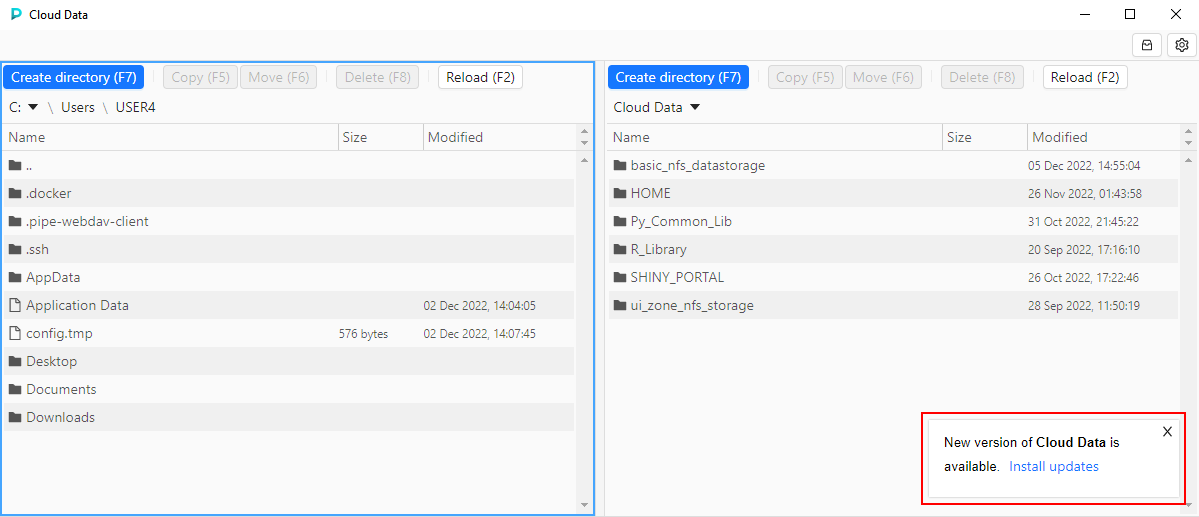 Cloud Data
Create directory (F7) Copy (F5) Move (F6) Delete (F8) Reload (F2)
C: \ Users \ USER4
Name Size Modified
..
.docker
.pipe-webdav-client
.ssh
AppData
Application Data 02 Dec 2022, 14:04:05
config.tmp 576 bytes 02 Dec 2022, 14:07:45
Desktop
Documents
Downloads
Create directory (F7) Copy (F5) Move (F6) Delete (F8) Reload (F2)
Cloud Data
Name Size Modified
basic_nfs_datastorage 05 Dec 2022, 14:55:04
HOME 26 Nov 2022, 01:43:58
Py_Common_Lib 31 Oct 2022, 21:45:22
R_Library 20 Sep 2022, 17:16:10
SHINY_PORTAL 26 Oct 2022, 17:22:46
ui_zone_nfs_storage 28 Sep 2022, 11:50:19
New version of Cloud Data is
available. Install updates